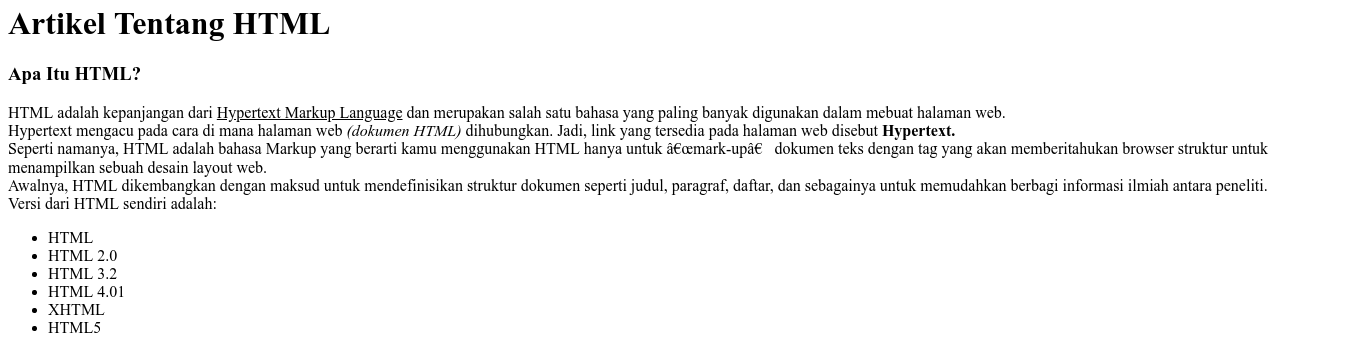 Artikel Tentang HTML
Apa Itu HTML?
HTML adalah kepanjangan dari Hypertext Markup Language dan merupakan salah satu bahasa yang paling banyak digunakan dalam mebuat halaman web.
Hypertext mengacu pada cara di mana halaman web (dokumen HTML) dihubungkan. Jadi, link yang tersedia pada halaman web disebut Hypertext.
Seperti namanya, HTML adalah bahasa Markup yang berarti kamu menggunakan HTML hanya untuk â€œmark-upâ€  dokumen teks dengan tag yang akan memberitahukan browser struktur untuk
menampilkan sebuah desain layout web.
Awalnya, HTML dikembangkan dengan maksud untuk mendefinisikan struktur dokumen seperti judul, paragraf, daftar, dan sebagainya untuk memudahkan berbagi informasi ilmiah antara peneliti.
Versi dari HTML sendiri adalah:
• HTML
• HTML 2.0
• HTML 3.2
• HTML 4.01
• XHTML
• HTML5